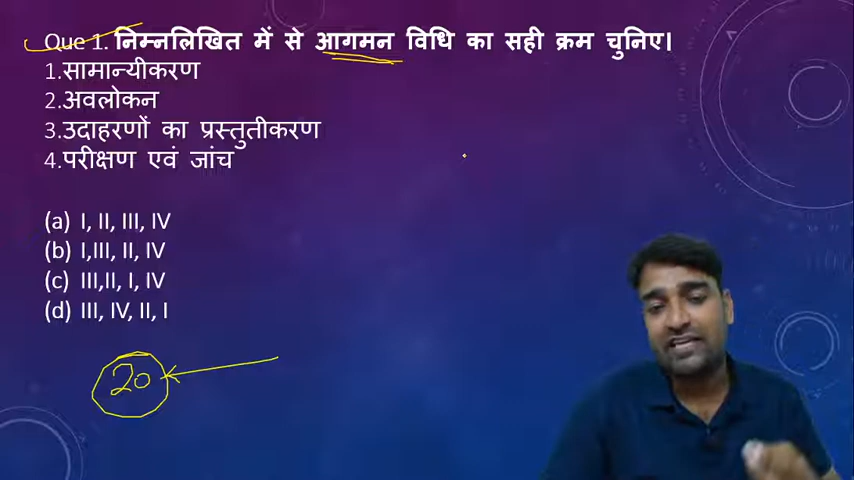 Que 1. निम्नलिखित में से आगमन विधि का सही क्रम चुनिए।
1.सामान्यीकरण
2.अवलोकन
3.उदाहरणों का प्रस्तुतीकरण
4.परीक्षण एवं जांच
(a) I, II, III, IV
(b) I,III, II, IV
(c) III,II, I, IV
(d) III, IV, II, I
20